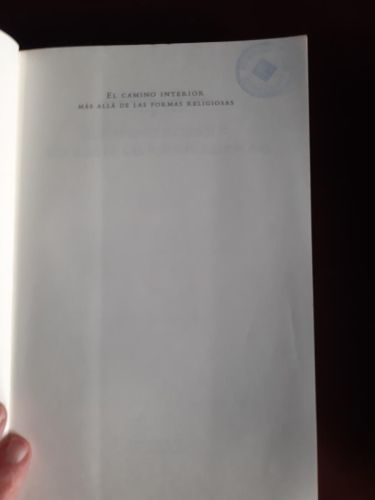 EL CAMINO INTERIOR
MÁS ALLÁ DE LAS FORMAS RELIGIOSAS